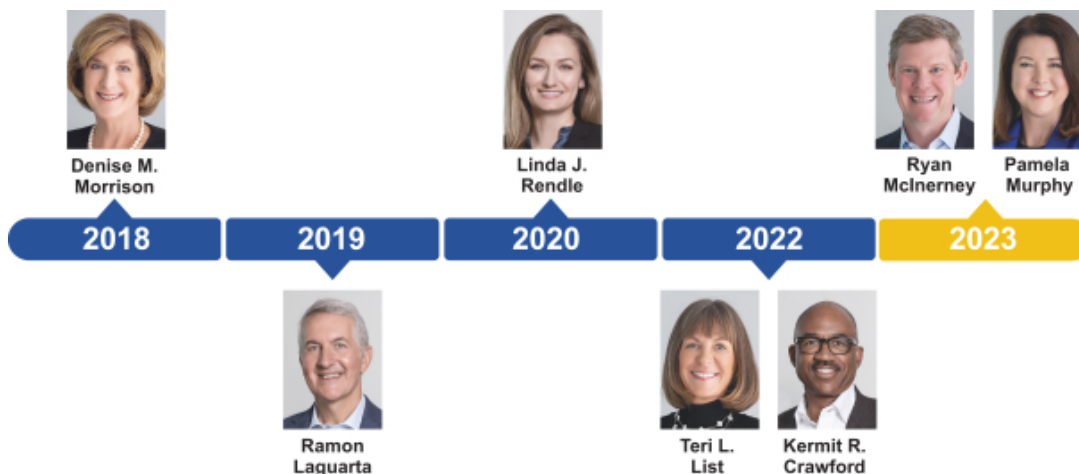 Denise M.
Morrison
Linda J.
Rendle
Ryan
McInerney
Pamela
Murphy
2018
2019
2020
2022
2023
Ramon
Laguarta
Teri L.
List
Kermit R.
Crawford